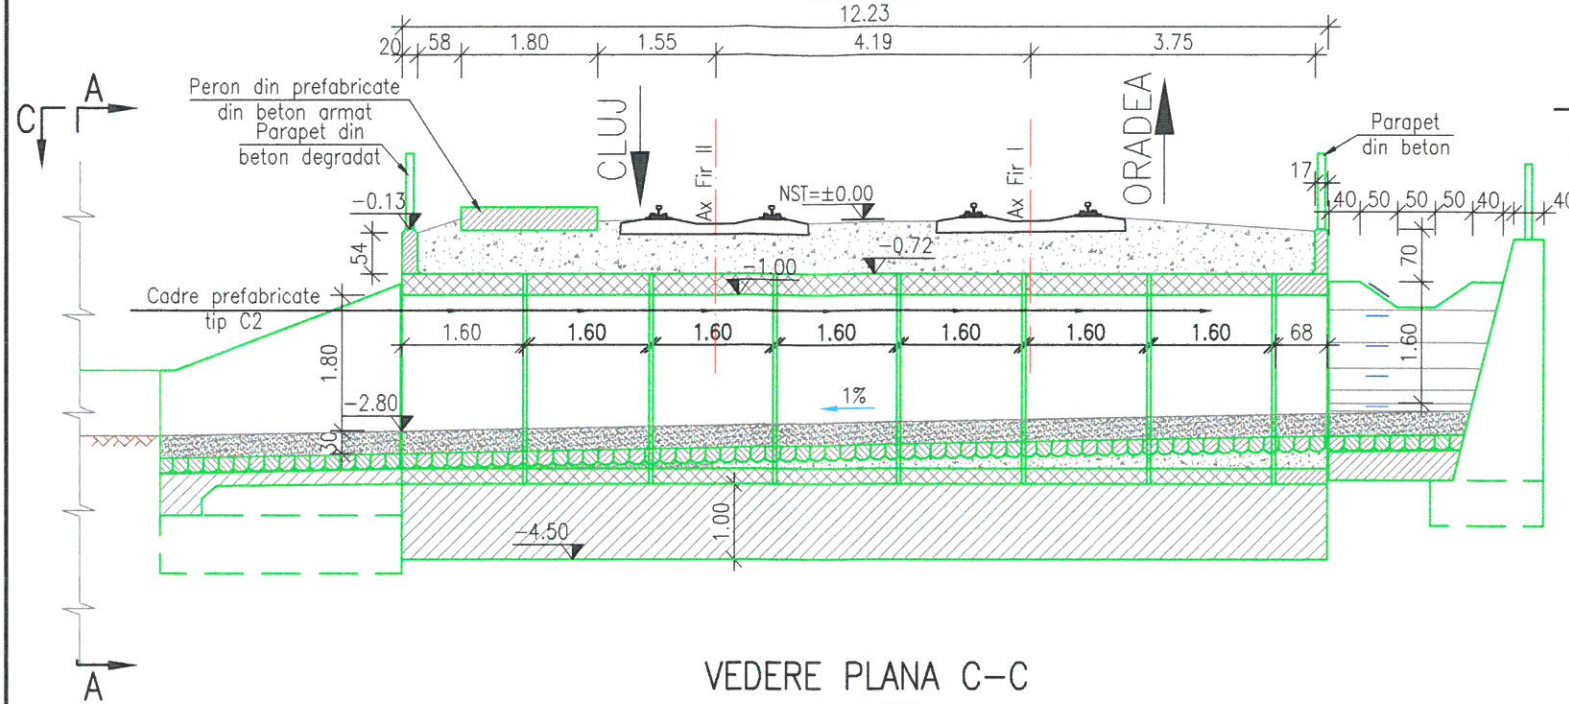 12.23
20 58 1.80 1.55 4.19 3.75
A
C
Peron din prefabricate
din beton armat
Parapet din
beton degradat
CLUJ
Ax Fir II
NST=±0.00
Ax Fir I
ORADEA
Parapet
din beton
17
40 50 50 50 40 40
-0.13
54
-0.72
-1.00
70
Cadre prefabricate
tip C2
1.60 1.60 1.60 1.60 1.60 1.60 1.60 68
1.80
1.60
-2.80
1%
50
-4.50
1.00
A
VEDERE PLANA C-C